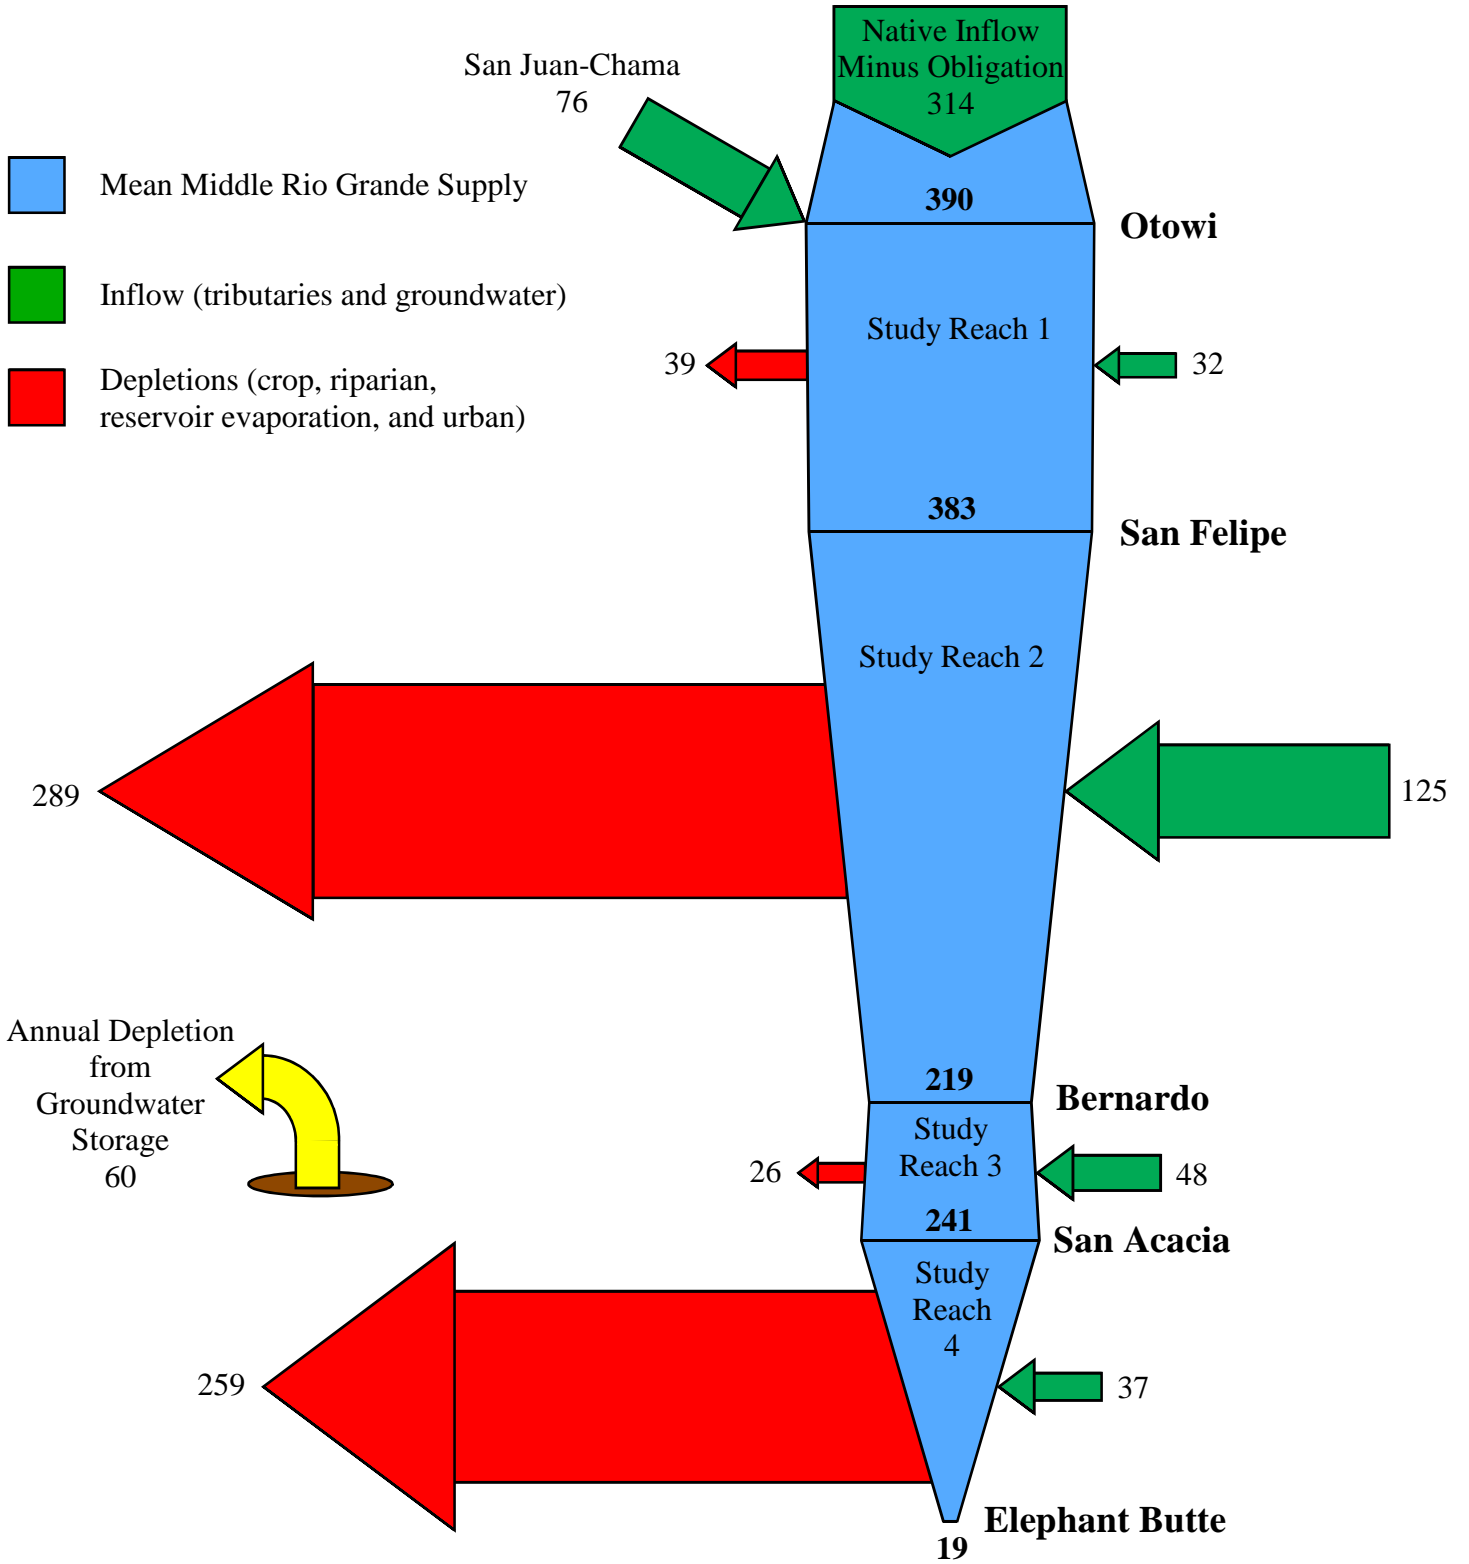 Native Inflow
Minus Obligation
314
San Juan-Chama
76
Mean Middle Rio Grande Supply
Inflow (tributaries and groundwater)
Depletions (crop, riparian,
reservoir evaporation, and urban)
390
Otowi
Study Reach 1
39
32
383
San Felipe
Study Reach 2
289
125
Annual Depletion
from
Groundwater
Storage
60
219
Bernardo
Study
Reach 3
26
48
241
San Acacia
Study
Reach
4
259
37
Elephant Butte
19